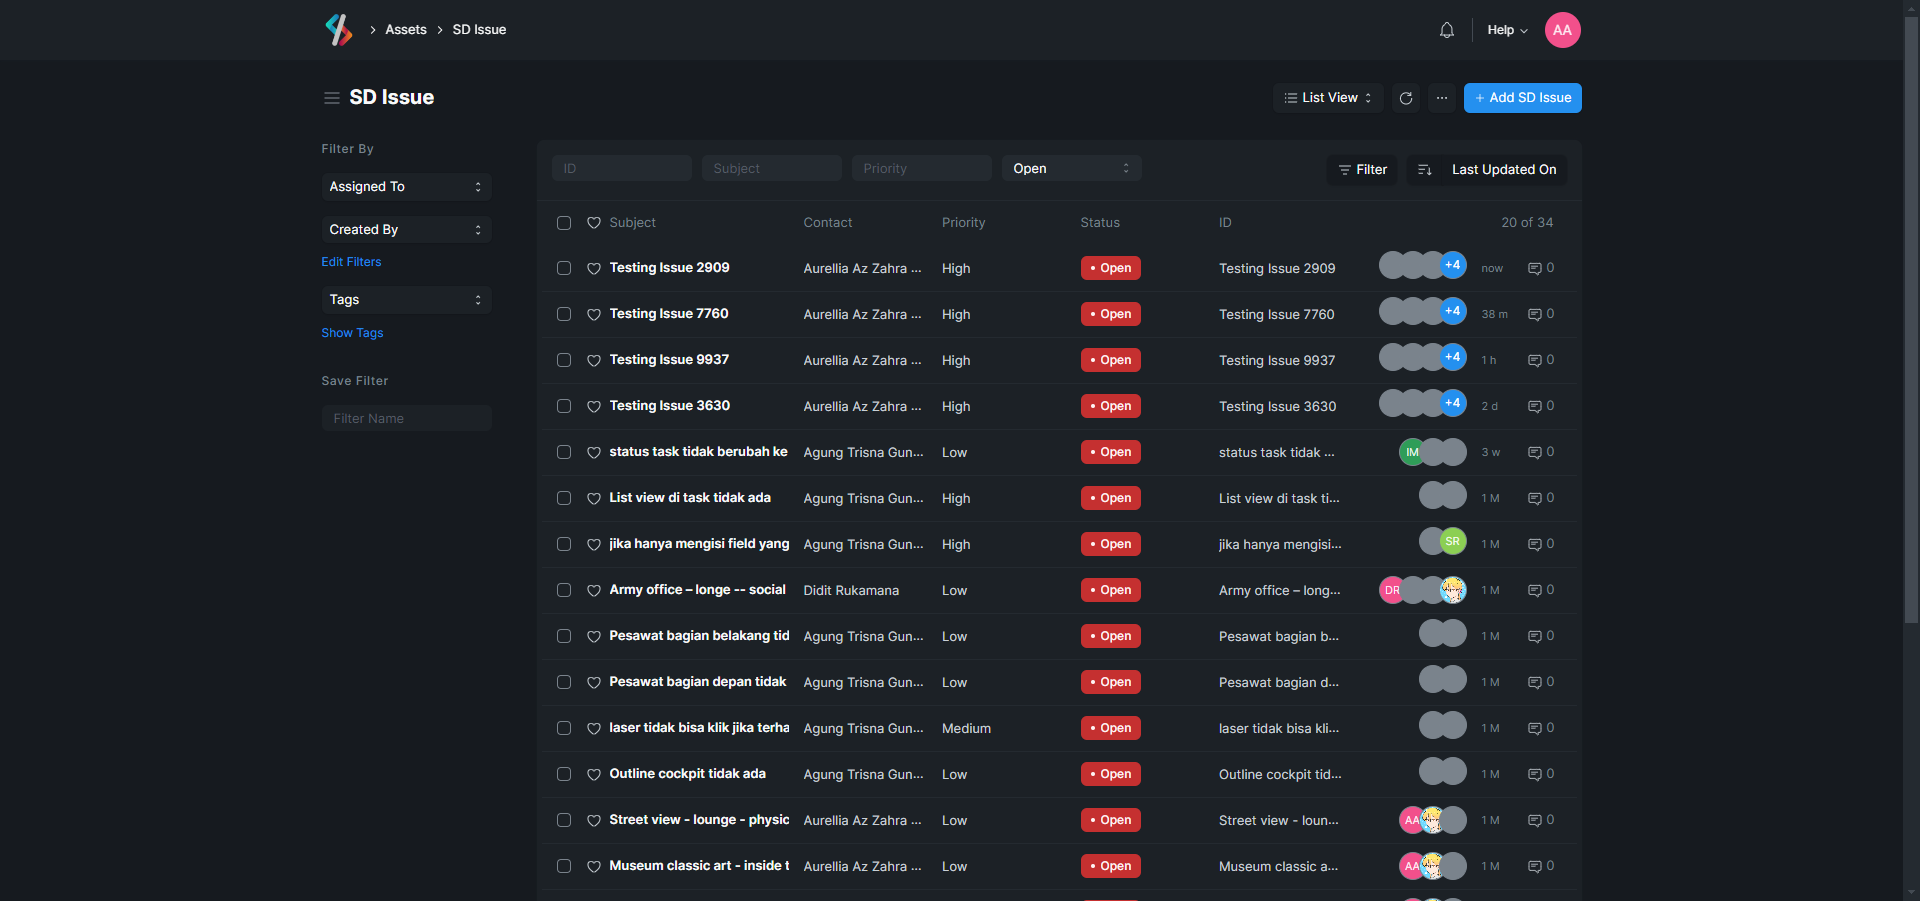 Assets
SD Issue
Help
AA
SD Issue
List View
+ Add SD Issue
Filter By
Assigned To
Created By
Edit Filters
Tags
Show Tags
Save Filter
Filter Name
ID
Subject
Priority
Open
Filter
Last Updated On
Subject Contact Priority Status ID 20 of 34
Testing Issue 2909 Aurellia Az Zahra ... High • Open Testing Issue 2909 +4 now 0
Testing Issue 7760 Aurellia Az Zahra ... High • Open Testing Issue 7760 +4 38 m 0
Testing Issue 9937 Aurellia Az Zahra ... High • Open Testing Issue 9937 +4 1 h 0
Testing Issue 3630 Aurellia Az Zahra ... High • Open Testing Issue 3630 +4 2 d 0
status task tidak berubah ke Agung Trisna Gun... Low • Open status task tidak ... IM 3 w 0
List view di task tidak ada Agung Trisna Gun... High • Open List view di task ti... 1 M 0
jika hanya mengisi field yang Agung Trisna Gun... High • Open jika hanya mengisi... SR 1 M 0
Army office – longe -- social Didit Rukamana Low • Open Army office – long... DR 1 M 0
Pesawat bagian belakang tid Agung Trisna Gun... Low • Open Pesawat bagian b... 1 M 0
Pesawat bagian depan tidak Agung Trisna Gun... Low • Open Pesawat bagian d... 1 M 0
laser tidak bisa klik jika terha Agung Trisna Gun... Medium • Open laser tidak bisa kli... 1 M 0
Outline cockpit tidak ada Agung Trisna Gun... Low • Open Outline cockpit tid... 1 M 0
Street view - lounge - physic Aurellia Az Zahra ... Low • Open Street view - loun... AA 1 M 0
Museum classic art - inside t Aurellia Az Zahra ... Low • Open Museum classic a... AA 1 M 0